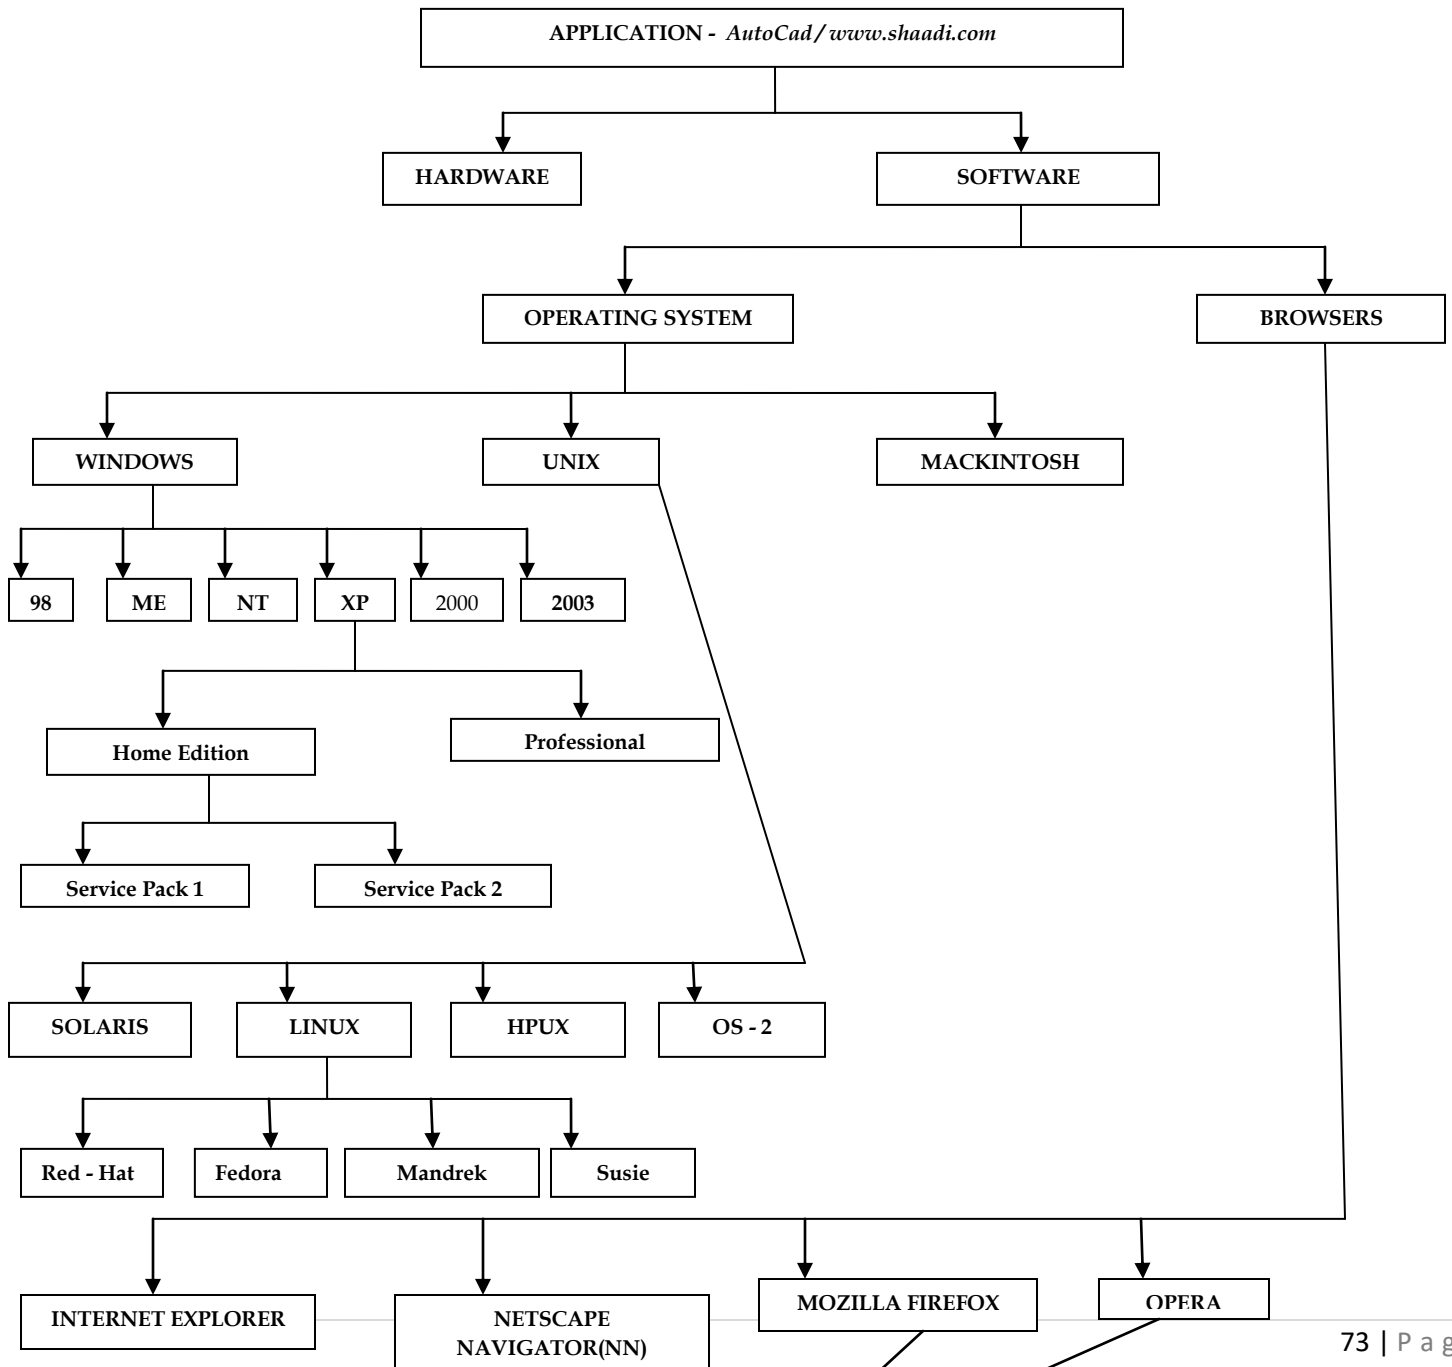 APPLICATION - AutoCad / www.shaadi.com
HARDWARE
SOFTWARE
OPERATING SYSTEM
BROWSERS
WINDOWS
UNIX
MACKINTOSH
98
ME
NT
XP
2000
2003
Home Edition
Professional
Service Pack 1
Service Pack 2
SOLARIS
LINUX
HPUX
OS - 2
Red - Hat
Fedora
Mandrek
Susie
INTERNET EXPLORER
NETSCAPE
NAVIGATOR(NN)
MOZILLA FIREFOX
OPERA
73 | P a g